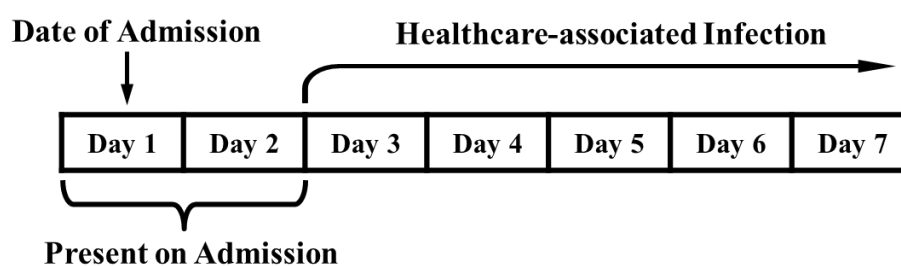 Date of Admission
Healthcare-associated Infection
Day 1 Day 2 Day 3 Day 4 Day 5 Day 6 Day 7
Present on Admission